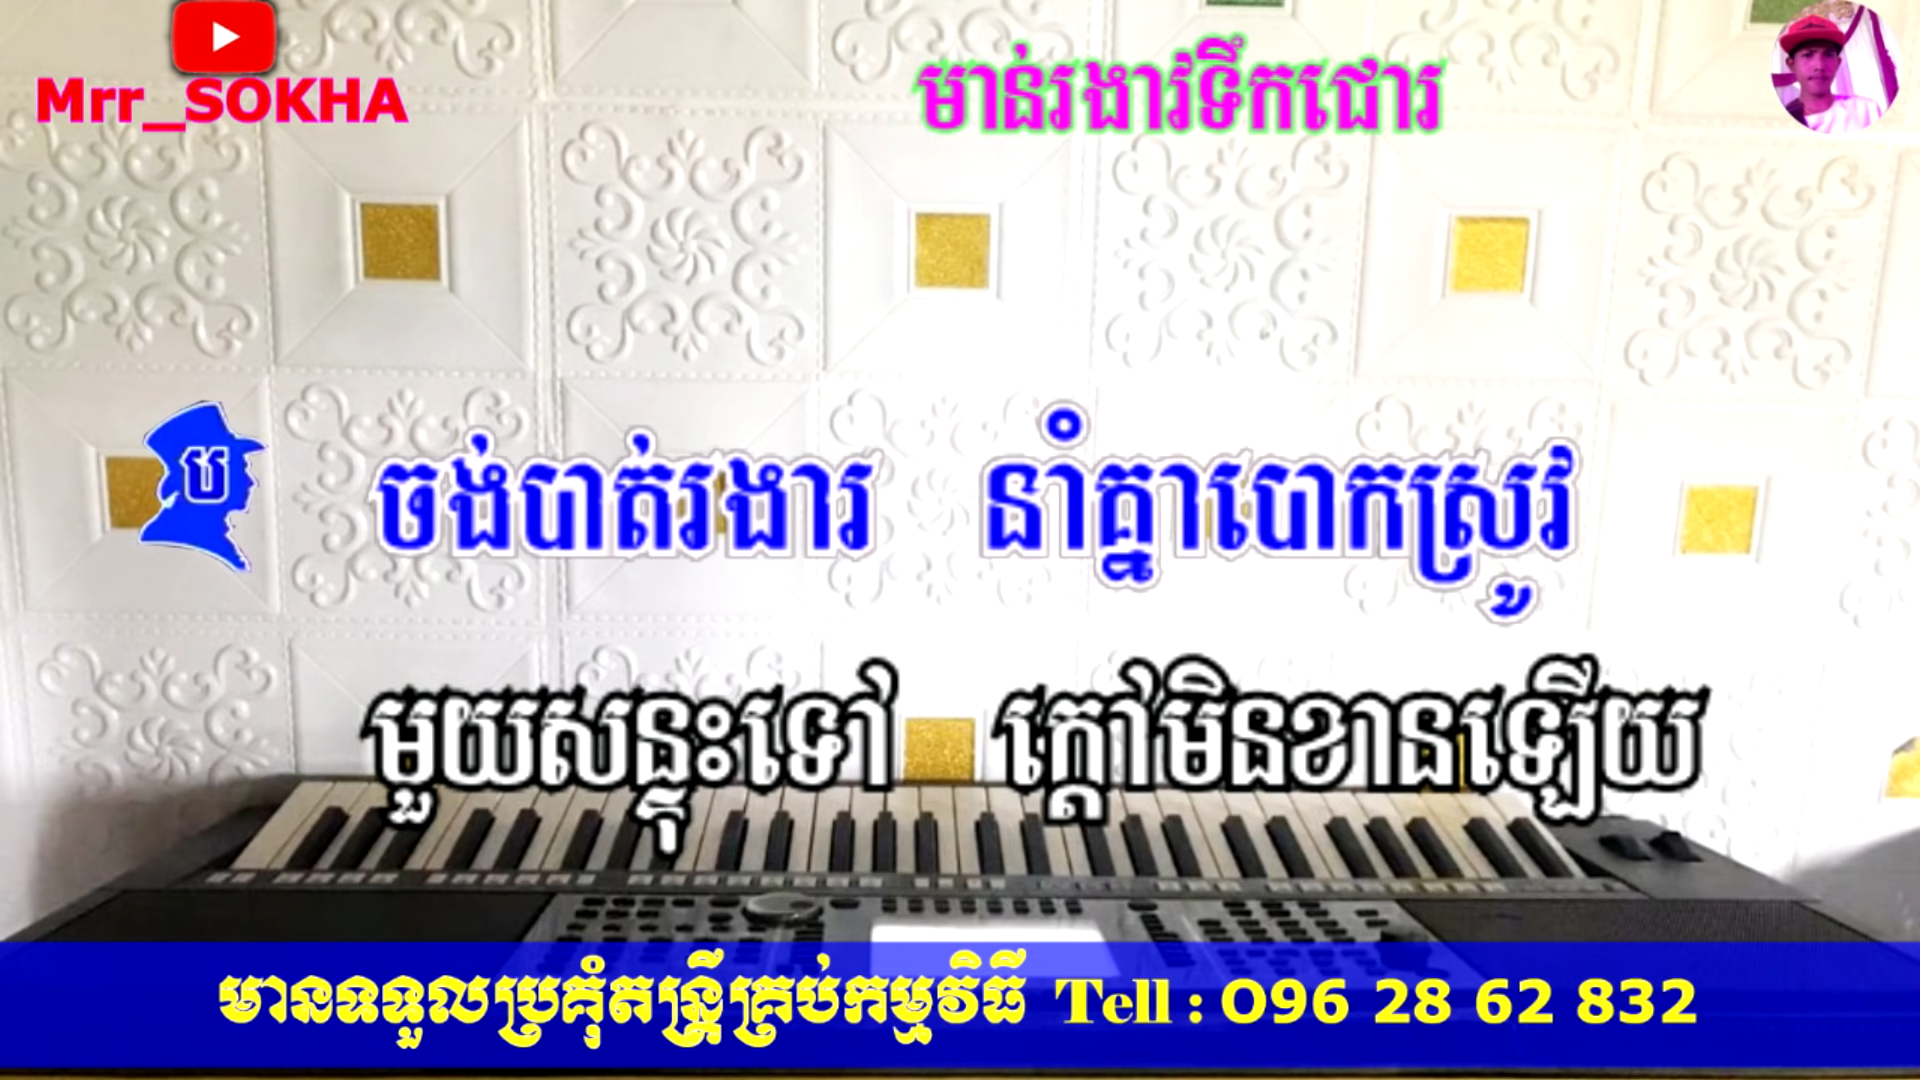 Mrr_SOKHA
មាន់រងាវទឹកជោរ
ប
ចង់បាត់រងារ នាំគ្នាបោកស្រូវ
មួយសន្ទុះទៅ ក្ដៅមិនខានឡើយ
មានទទួលប្រគុំតន្ត្រីគ្រប់កម្មវិធី Tell : 096 28 62 832